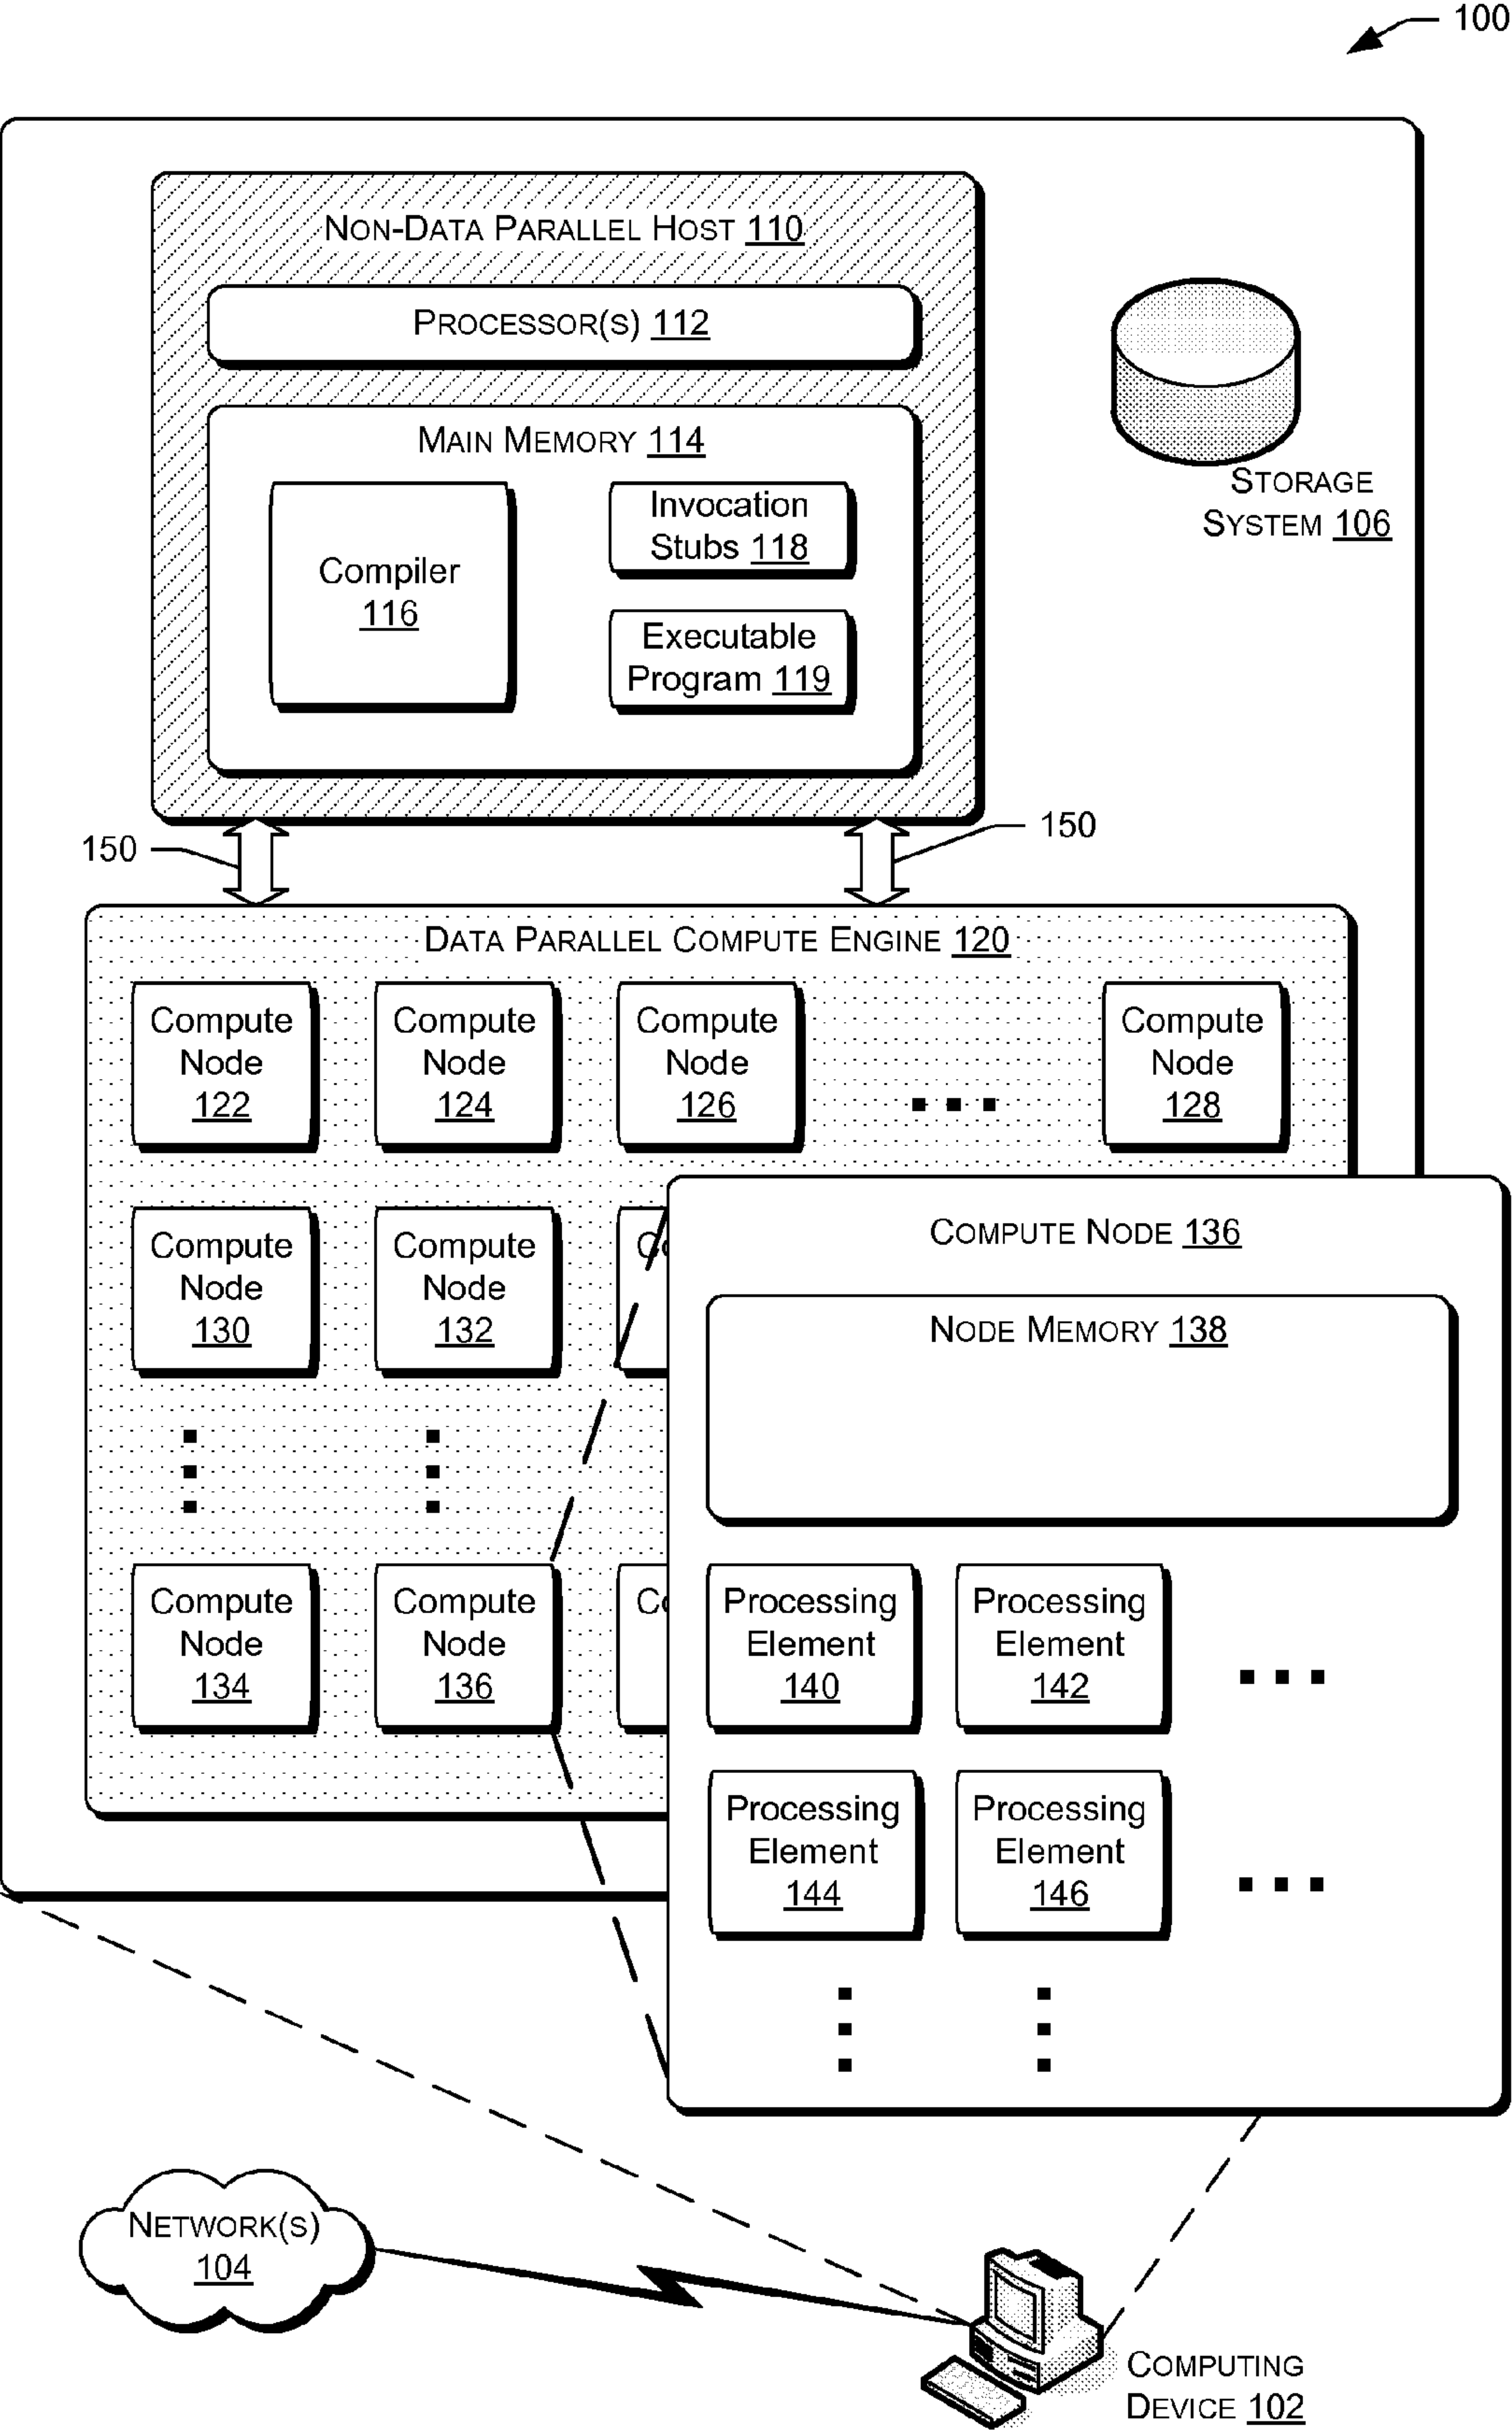 100
NON-DATA PARALLEL HOST 110
PROCESSOR(S) 112
MAIN MEMORY 114
Compiler
116
Invocation
Stubs 118
Executable
Program 119
STORAGE
SYSTEM 106
150
150
DATA PARALLEL COMPUTE ENGINE 120
Compute
Node
122
Compute
Node
124
Compute
Node
126
Compute
Node
128
Compute
Node
130
Compute
Node
132
Compute
Node
134
Compute
Node
136
COMPUTE NODE 136
NODE MEMORY 138
Processing
Element
140
Processing
Element
142
Processing
Element
144
Processing
Element
146
NETWORK(S)
104
COMPUTING
DEVICE 102